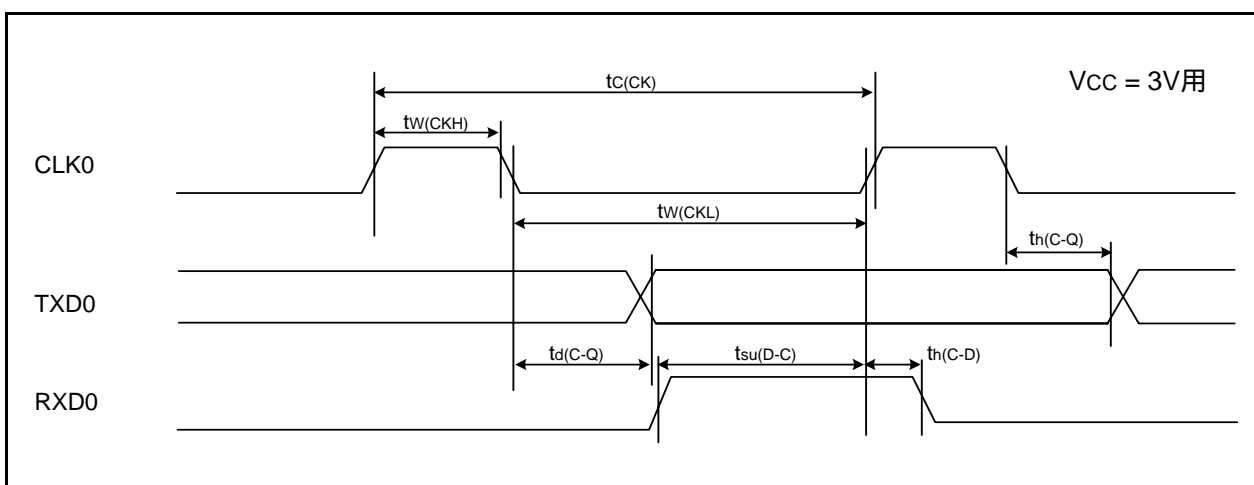 tC(CK)
VCC = 3V用
tW(CKH)
CLK0
tW(CKL)
th(C-Q)
TXD0
td(C-Q)
tsu(D-C)
th(C-D)
RXD0